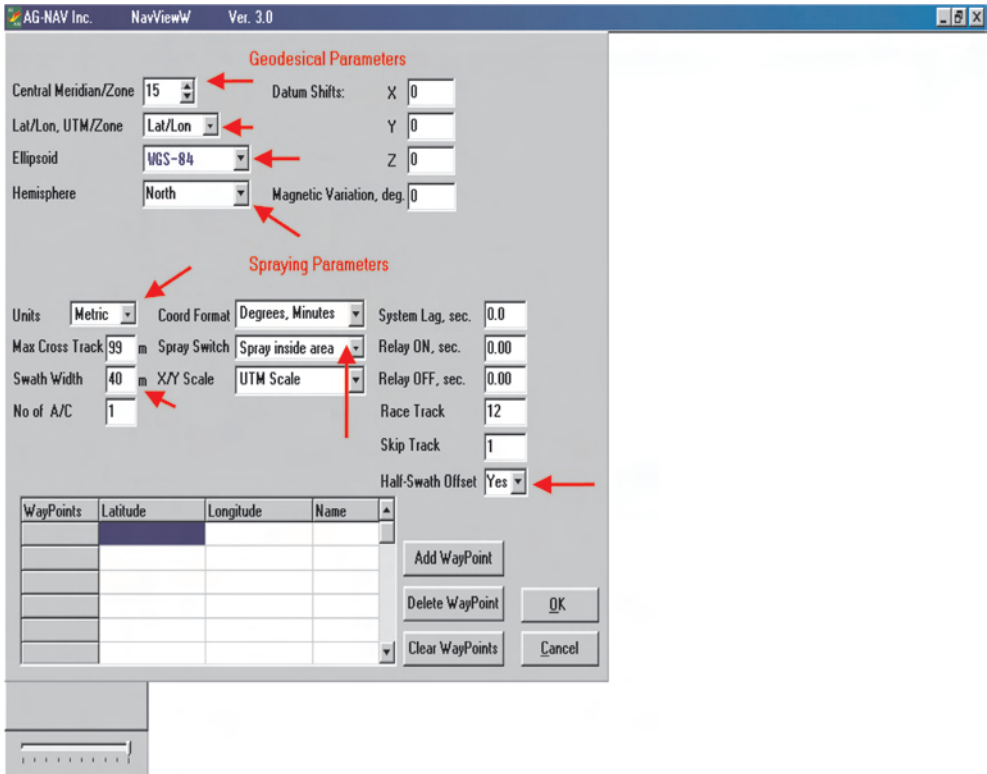 AG-NAV Inc. NavViewW Ver. 3.0
Geodesical Parameters
Central Meridian/Zone 15 Datum Shifts: X 0
Lat/Lon, UTM/Zone Lat/Lon Y 0
Ellipsoid WGS-84 Z 0
Hemisphere North Magnetic Variation, deg. 0
Spraying Parameters
Units Metric Coord Format Degrees, Minutes System Lag, sec. 0.0
Max Cross Track 99 m Spray Switch Spray inside area Relay ON, sec. 0.00
Swath Width 40 m X/Y Scale UTM Scale Relay OFF, sec. 0.00
No of A/C 1 Race Track 12
Skip Track 1
Half-Swath Offset Yes
WayPoints Latitude Longitude Name
Add WayPoint
Delete WayPoint OK
Clear WayPoints Cancel